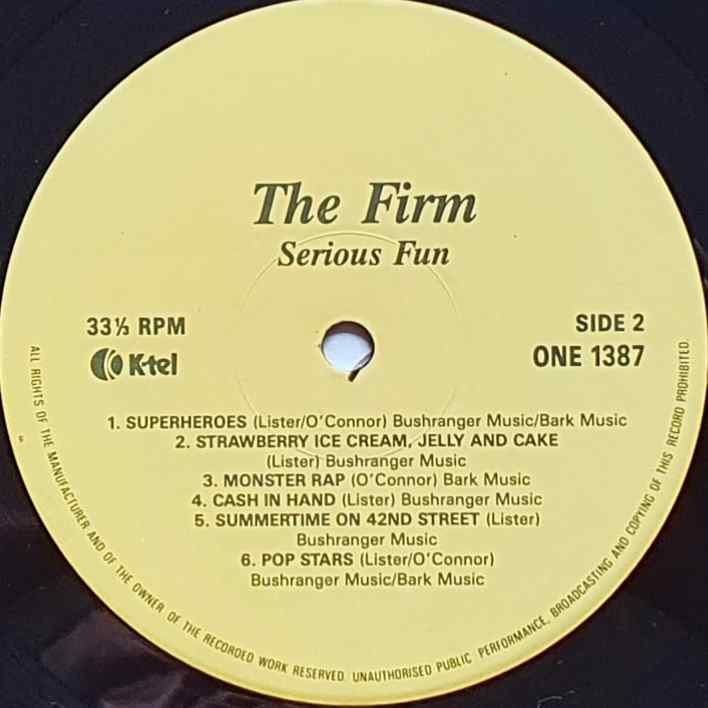 The Firm
Serious Fun
33⅓ RPM
SIDE 2
K-tel
ONE 1387
1. SUPERHEROES (Lister/O'Connor) Bushranger Music/Bark Music
2. STRAWBERRY ICE CREAM, JELLY AND CAKE
(Lister) Bushranger Music
3. MONSTER RAP (O'Connor) Bark Music
4. CASH IN HAND (Lister) Bushranger Music
5. SUMMERTIME ON 42ND STREET (Lister)
Bushranger Music
6. POP STARS (Lister/O'Connor)
Bushranger Music/Bark Music
ALL RIGHTS OF THE MANUFACTURER AND OF THE OWNER OF THE RECORDED WORK RESERVED. UNAUTHORISED PUBLIC PERFORMANCE, BROADCASTING AND COPYING OF THIS RECORD PROHIBITED.